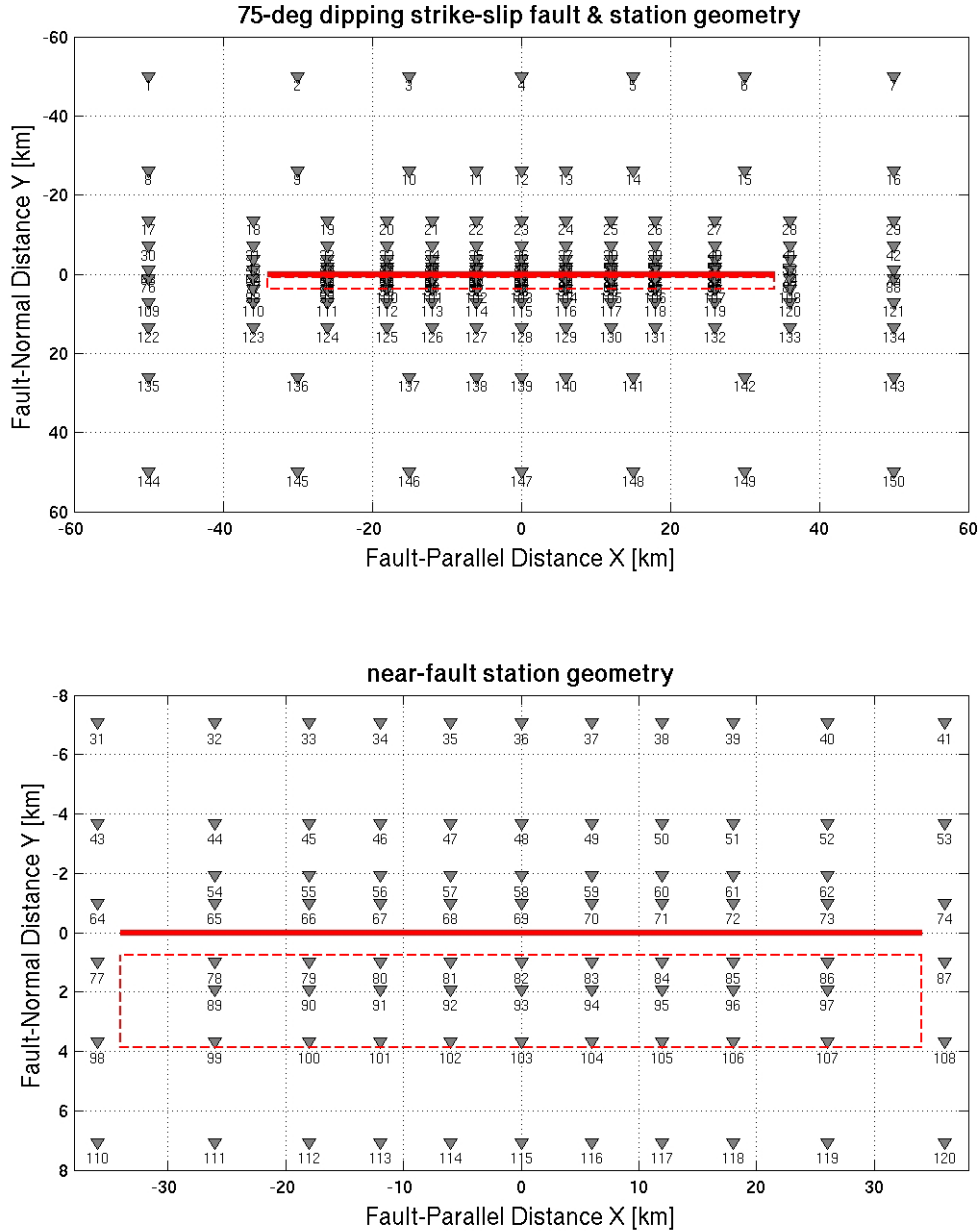 75-deg dipping strike-slip fault & station geometry
-60
1 2 3 4 5 6 7
-40
8 9 10 11 12 13 14 15 16
-20
17 18 19 20 21 22 23 24 25 26 27 28 29
30 42
0
76 88
109 110 111 112 113 114 115 116 117 118 119 120 121
122 123 124 125 126 127 128 129 130 131 132 133 134
20
135 136 137 138 139 140 141 142 143
40
144 145 146 147 148 149 150
60
-60 -40 -20 0 20 40 60
Fault-Normal Distance Y [km]
Fault-Parallel Distance X [km]
near-fault station geometry
-8
31 32 33 34 35 36 37 38 39 40 41
-6
-4
43 44 45 46 47 48 49 50 51 52 53
-2
54 55 56 57 58 59 60 61 62
64 65 66 67 68 69 70 71 72 73 74
0
77 78 79 80 81 82 83 84 85 86 87
2
89 90 91 92 93 94 95 96 97
4
98 99 100 101 102 103 104 105 106 107 108
6
110 111 112 113 114 115 116 117 118 119 120
8
-30 -20 -10 0 10 20 30
Fault-Normal Distance Y [km]
Fault-Parallel Distance X [km]